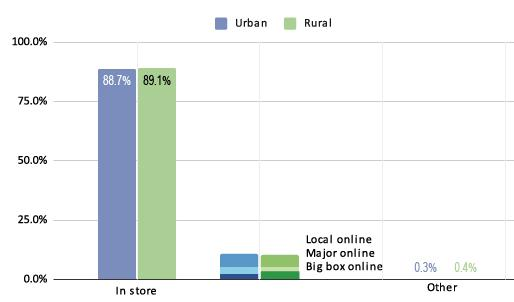 Urban Rural
100.0%
88.7% 89.1%
75.0%
50.0%
25.0%
Local online
Major online
Big box online
0.3% 0.4%
0.0%
In store Other